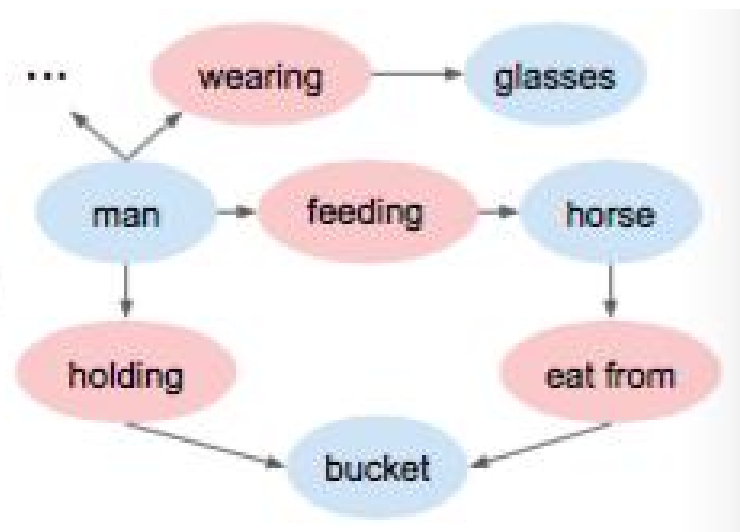 ... wearing glasses
man feeding horse
holding eat from
bucket